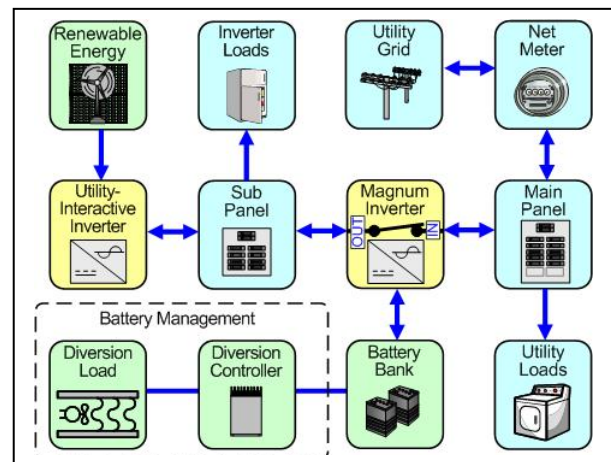 Renewable
Energy
Inverter
Loads
Utility
Grid
Net
Meter
Utility-
Interactive
Inverter
Sub
Panel
Magnum
Inverter
OUT
IN
Main
Panel
Battery Management
Diversion
Load
Diversion
Controller
Battery
Bank
Utility
Loads